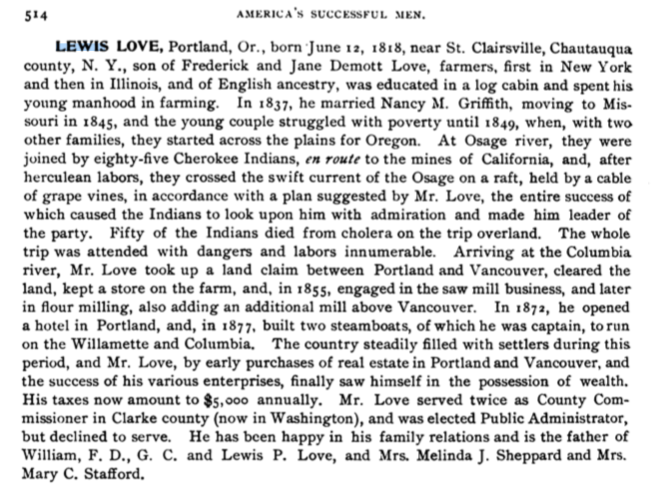 514 AMERICA'S SUCCESSFUL MEN.
LEWIS LOVE, Portland, Or., born June 12, 1818, near St. Clairsville, Chautauqua
county, N. Y., son of Frederick and Jane Demott Love, farmers, first in New York
and then in Illinois, and of English ancestry, was educated in a log cabin and spent his
young manhood in farming. In 1837, he married Nancy M. Griffith, moving to Mis-
souri in 1845, and the young couple struggled with poverty until 1849, when, with two
other families, they started across the plains for Oregon. At Osage river, they were
joined by eighty-five Cherokee Indians, en route to the mines of California, and, after
herculean labors, they crossed the swift current of the Osage on a raft, held by a cable
of grape vines, in accordance with a plan suggested by Mr. Love, the entire success of
which caused the Indians to look upon him with admiration and made him leader of
the party. Fifty of the Indians died from cholera on the trip overland. The whole
trip was attended with dangers and labors innumerable. Arriving at the Columbia
river, Mr. Love took up a land claim between Portland and Vancouver, cleared the
land, kept a store on the farm, and, in 1855, engaged in the saw mill business, and later
in flour milling, also adding an additional mill above Vancouver. In 1872, he opened
a hotel in Portland, and, in 1877, built two steamboats, of which he was captain, to run
on the Willamette and Columbia. The country steadily filled with settlers during this
period, and Mr. Love, by early purchases of real estate in Portland and Vancouver, and
the success of his various enterprises, finally saw himself in the possession of wealth.
His taxes now amount to $5,000 annually. Mr. Love served twice as County Com-
missioner in Clarke county (now in Washington), and was elected Public Administrator,
but declined to serve. He has been happy in his family relations and is the father of
William, F. D., G. C. and Lewis P. Love, and Mrs. Melinda J. Sheppard and Mrs.
Mary C. Stafford.